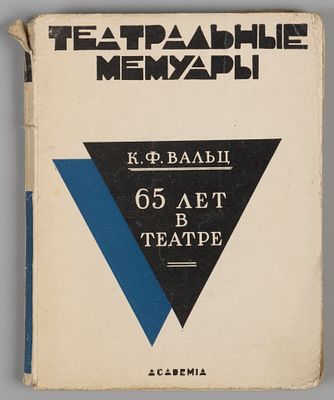 ТЕАТРАЛЬНЫЕ
МЕМУАРЫ
К.Ф. ВАЛЬЦ
65 ЛЕТ
В
ТЕАТРЕ
ACADEMIA